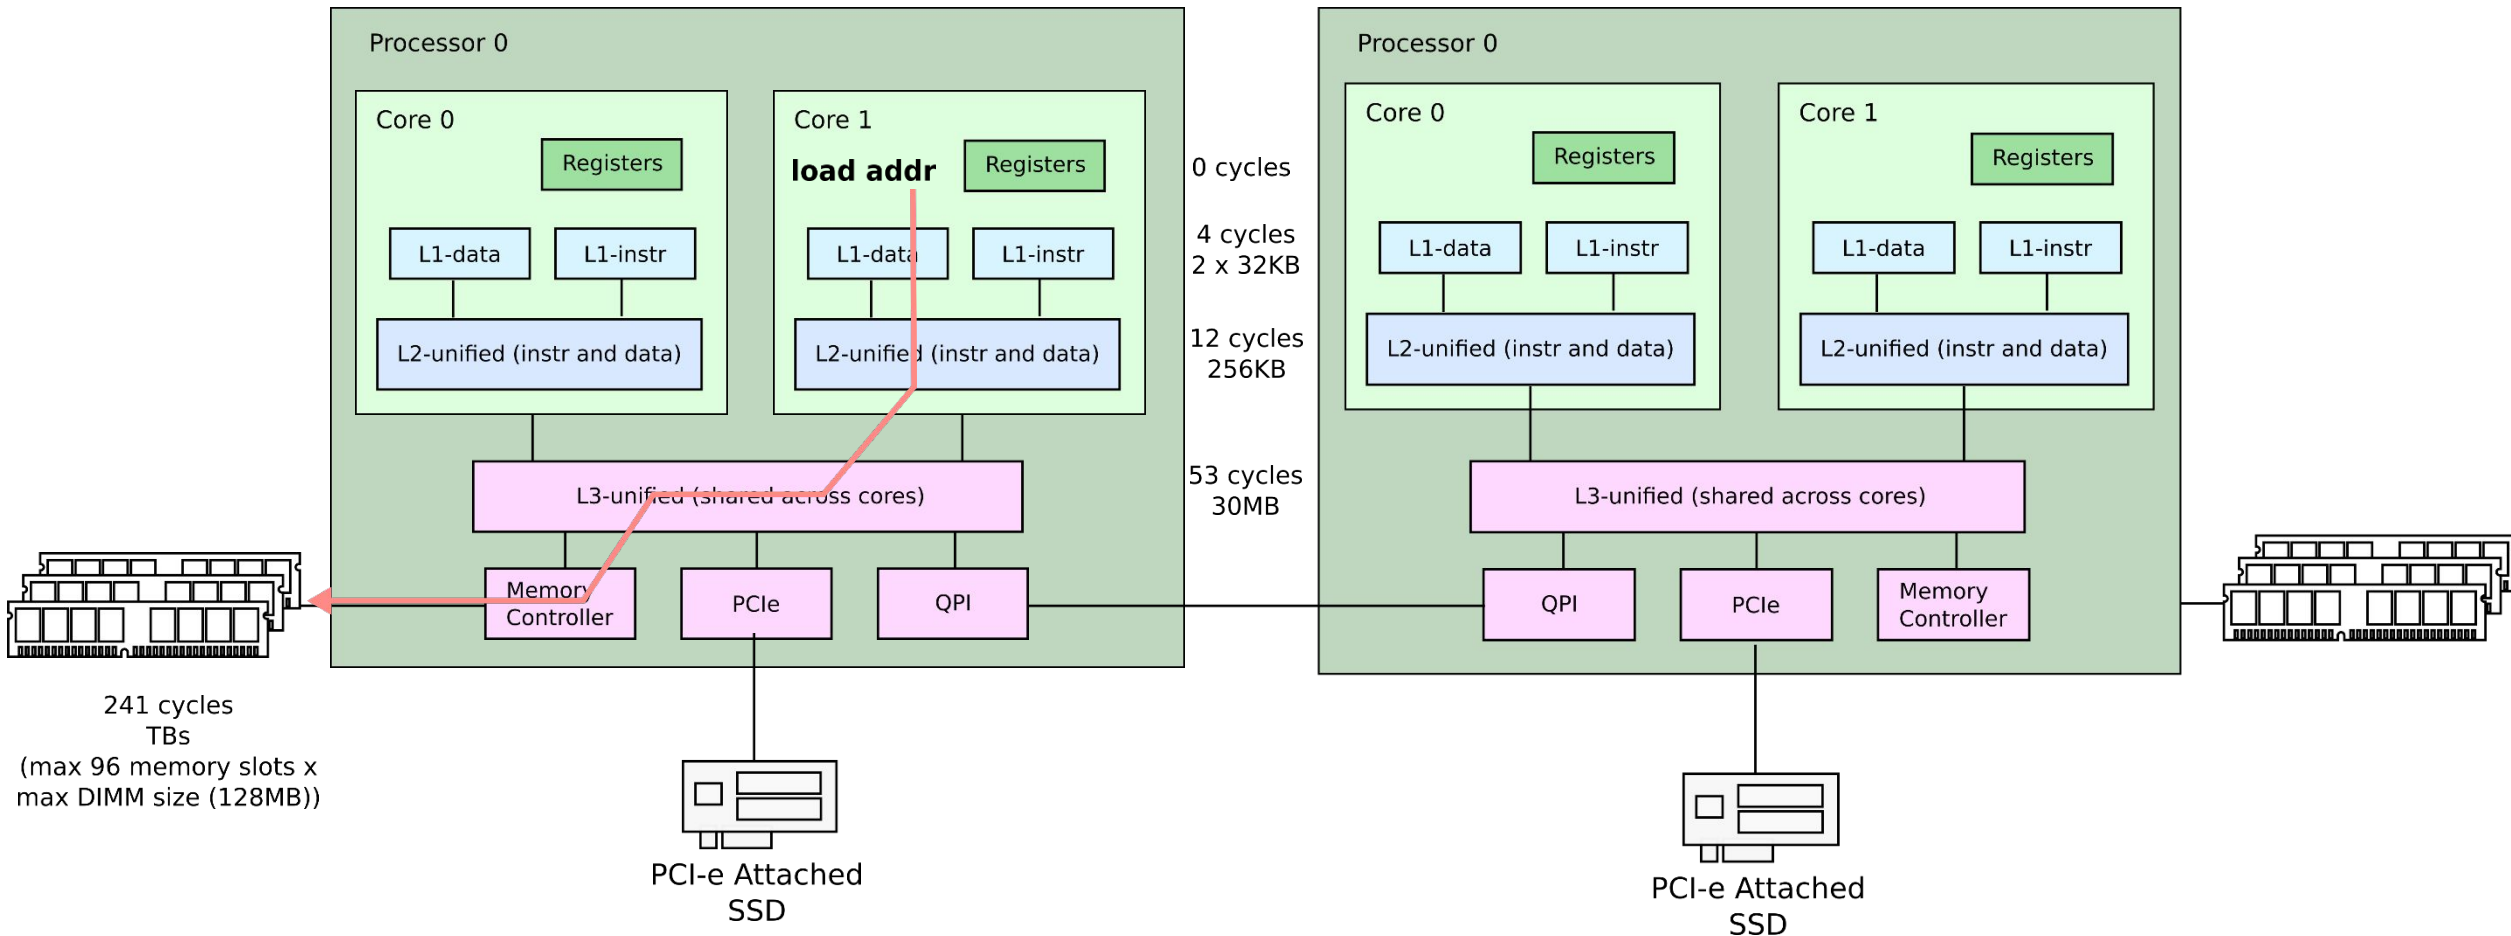 Processor 0
Core 0
Registers
L1-data
L1-instr
L2-unified (instr and data)
Core 1
load addr
Registers
L1-data
L1-instr
L2-unified (instr and data)
L3-unified (shared across cores)
Memory
Controller
PCIe
QPI
0 cycles
4 cycles
2 x 32KB
12 cycles
256KB
53 cycles
30MB
Processor 0
Core 0
Registers
L1-data
L1-instr
L2-unified (instr and data)
Core 1
Registers
L1-data
L1-instr
L2-unified (instr and data)
L3-unified (shared across cores)
QPI
PCIe
Memory
Controller
241 cycles
TBs
(max 96 memory slots x
max DIMM size (128MB))
PCI-e Attached
SSD
PCI-e Attached
SSD